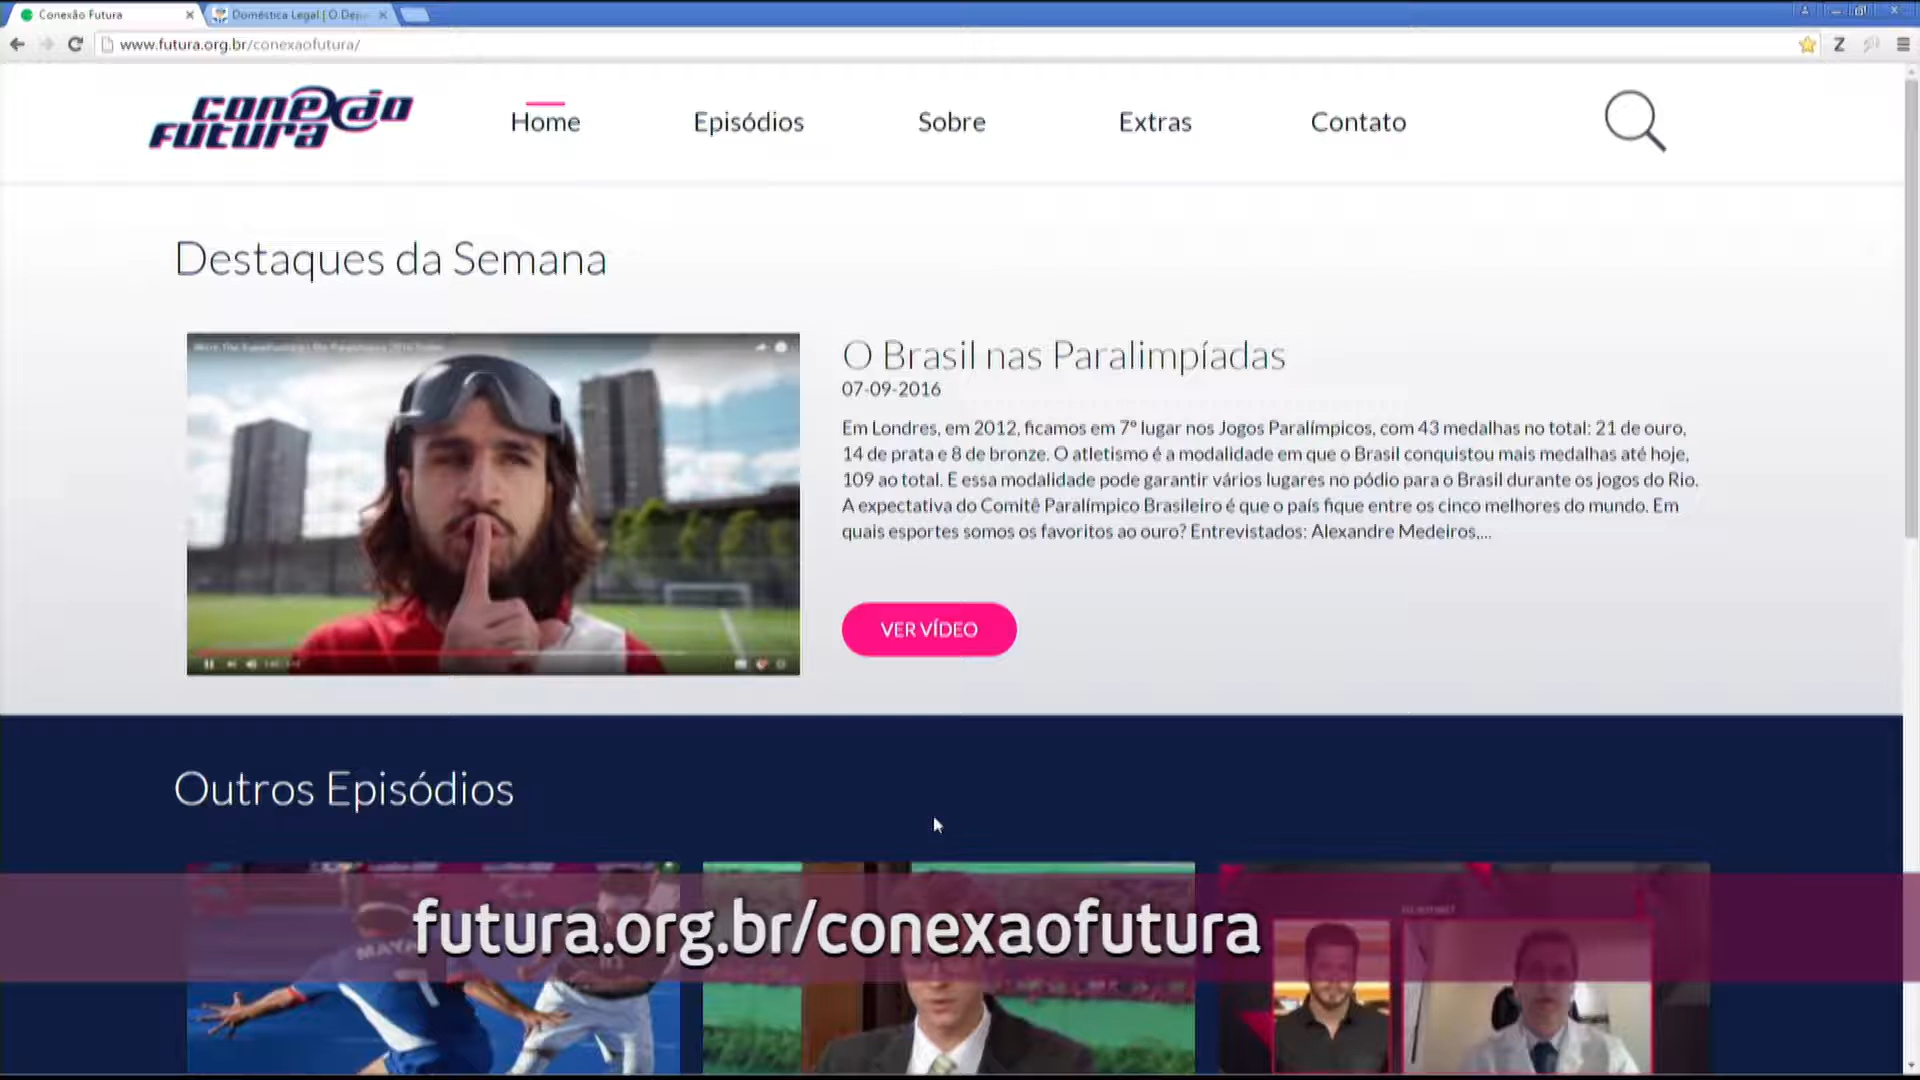 Conexão Futura
Doméstica Legal | O Depa
www.futura.org.br/conexaofutura/
conexão
futura
Home
Episódios
Sobre
Extras
Contato
Destaques da Semana
O Brasil nas Paralimpíadas
07-09-2016
Em Londres, em 2012, ficamos em 7º lugar nos Jogos Paralímpicos, com 43 medalhas no total: 21 de ouro,
14 de prata e 8 de bronze. O atletismo é a modalidade em que o Brasil conquistou mais medalhas até hoje,
109 ao total. E essa modalidade pode garantir vários lugares no pódio para o Brasil durante os jogos do Rio.
A expectativa do Comitê Paralímpico Brasileiro é que o país fique entre os cinco melhores do mundo. Em
quais esportes somos os favoritos ao ouro? Entrevistados: Alexandre Medeiros,...
VER VÍDEO
Outros Episódios
MAYA
7
futura.org.br/conexaofutura